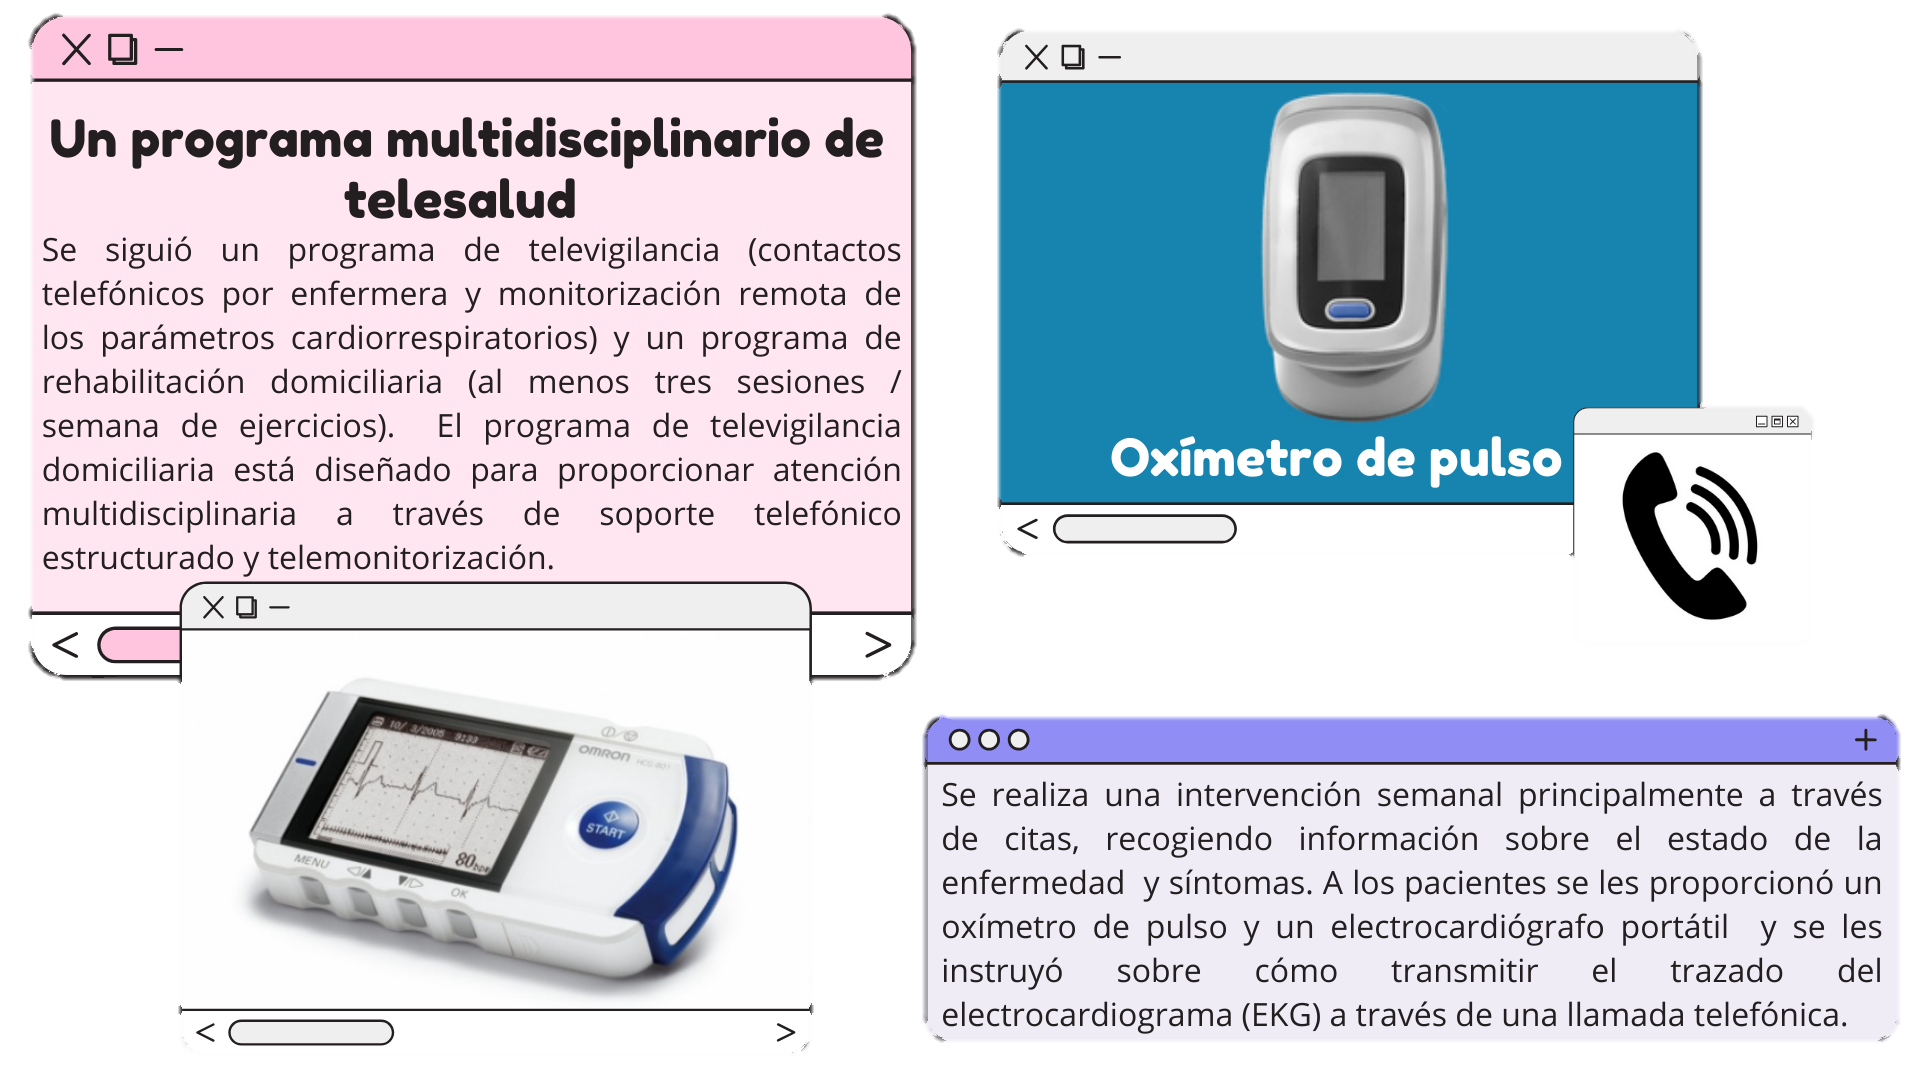 Un programa multidisciplinario de
telesalud
Se siguió un programa de televigilancia (contactos
telefónicos por enfermera y monitorización remota de
los parámetros cardiorrespiratorios) y un programa de
rehabilitación domiciliaria (al menos tres sesiones /
semana de ejercicios). El programa de televigilancia
domiciliaria está diseñado para proporcionar atención
multidisciplinaria a través de soporte telefónico
estructurado y telemonitorización.
Oxímetro de pulso
10/ 3/2005 9:33
OMRON HCG-801
START
80bpm
MENU
OK
Se realiza una intervención semanal principalmente a través
de citas, recogiendo información sobre el estado de la
enfermedad y síntomas. A los pacientes se les proporcionó un
oxímetro de pulso y un electrocardiógrafo portátil y se les
instruyó sobre cómo transmitir el trazado del
electrocardiograma (EKG) a través de una llamada telefónica.